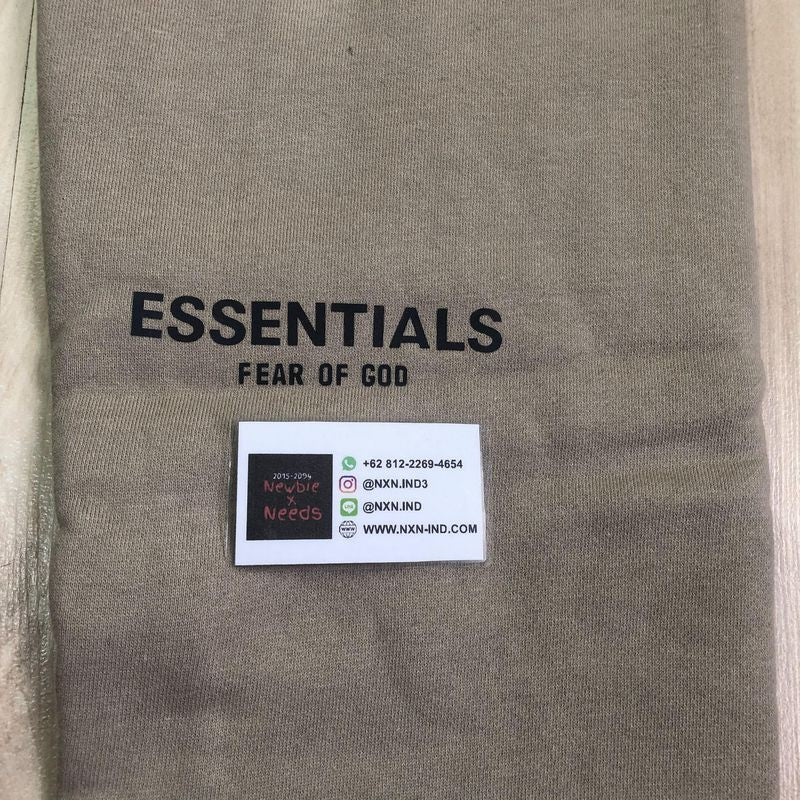 ESSENTIALS
FEAR OF GOD
2015-2094
Newbie
x
Needs
+62 812-2269-4654
@NXN.IND3
@NXN.IND
WWW.NXN-IND.COM